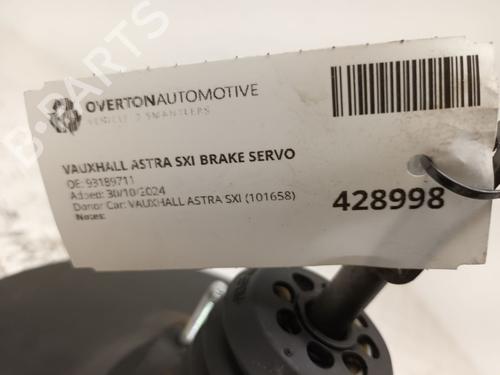 OVERTONAUTOMOTIVE
VEHICLE DISMANTLERS
VAUXHALL ASTRA SXI BRAKE SERVO
OE: 93189711
Added: 30/10/2024
Donor Car: VAUXHALL ASTRA SXI (101658)
Notes:
428998
B-PARTS